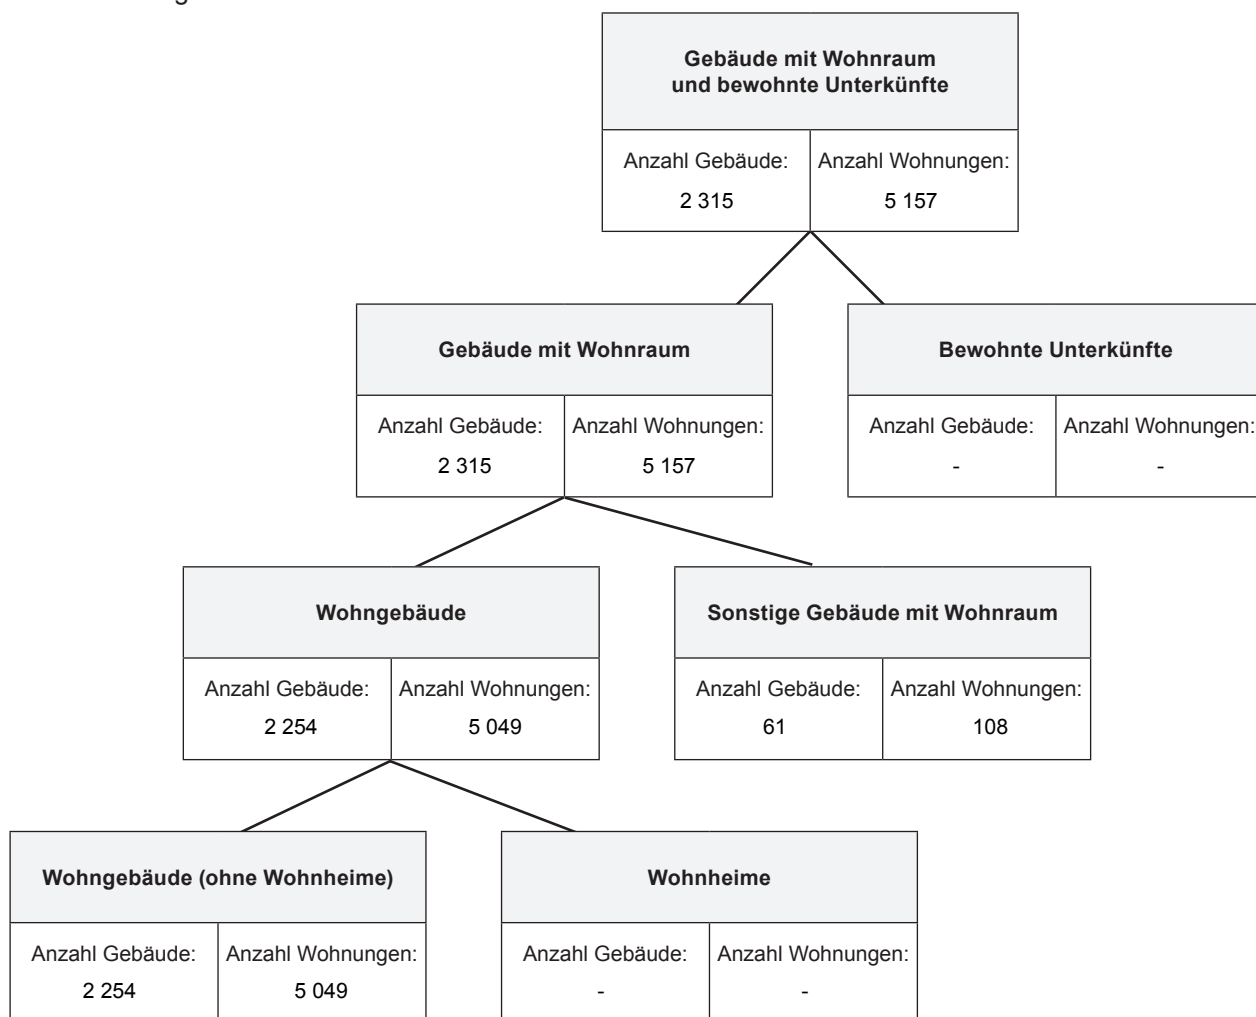 Gebäude mit Wohnraum
und bewohnte Unterkünfte
Anzahl Gebäude: Anzahl Wohnungen:
2 315 5 157
Gebäude mit Wohnraum
Anzahl Gebäude: Anzahl Wohnungen:
2 315 5 157
Bewohnte Unterkünfte
Anzahl Gebäude: Anzahl Wohnungen:
- -
Wohngebäude
Anzahl Gebäude: Anzahl Wohnungen:
2 254 5 049
Sonstige Gebäude mit Wohnraum
Anzahl Gebäude: Anzahl Wohnungen:
61 108
Wohngebäude (ohne Wohnheime)
Anzahl Gebäude: Anzahl Wohnungen:
2 254 5 049
Wohnheime
Anzahl Gebäude: Anzahl Wohnungen:
- -